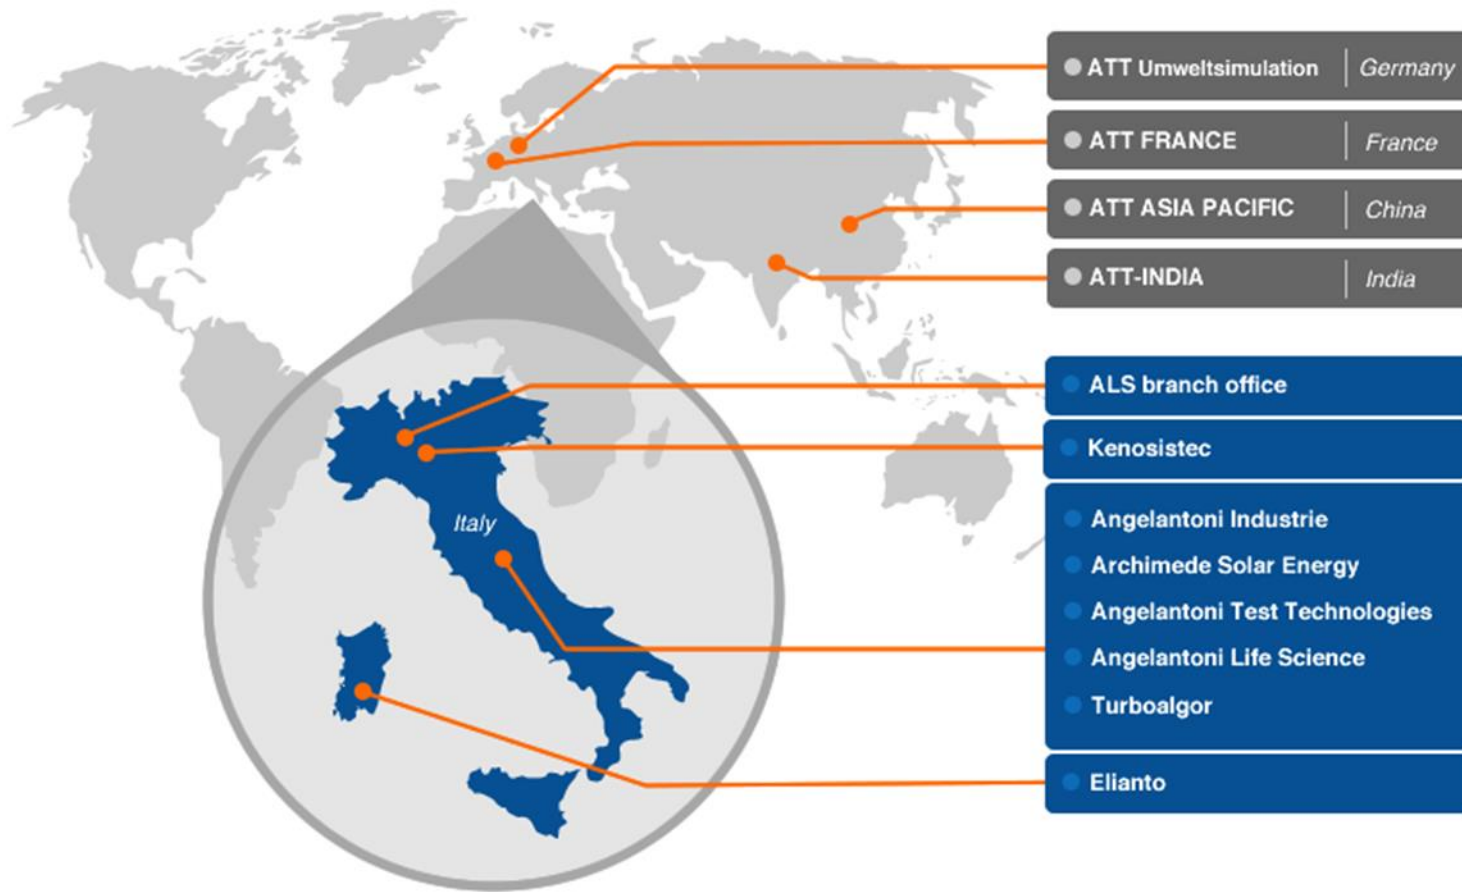 ATT Umweltsimulation Germany
ATT FRANCE France
ATT ASIA PACIFIC China
ATT-INDIA India
ALS branch office
Kenosistec
Italy
Angelantoni Industrie
Archimede Solar Energy
Angelantoni Test Technologies
Angelantoni Life Science
Turboalgor
Elianto